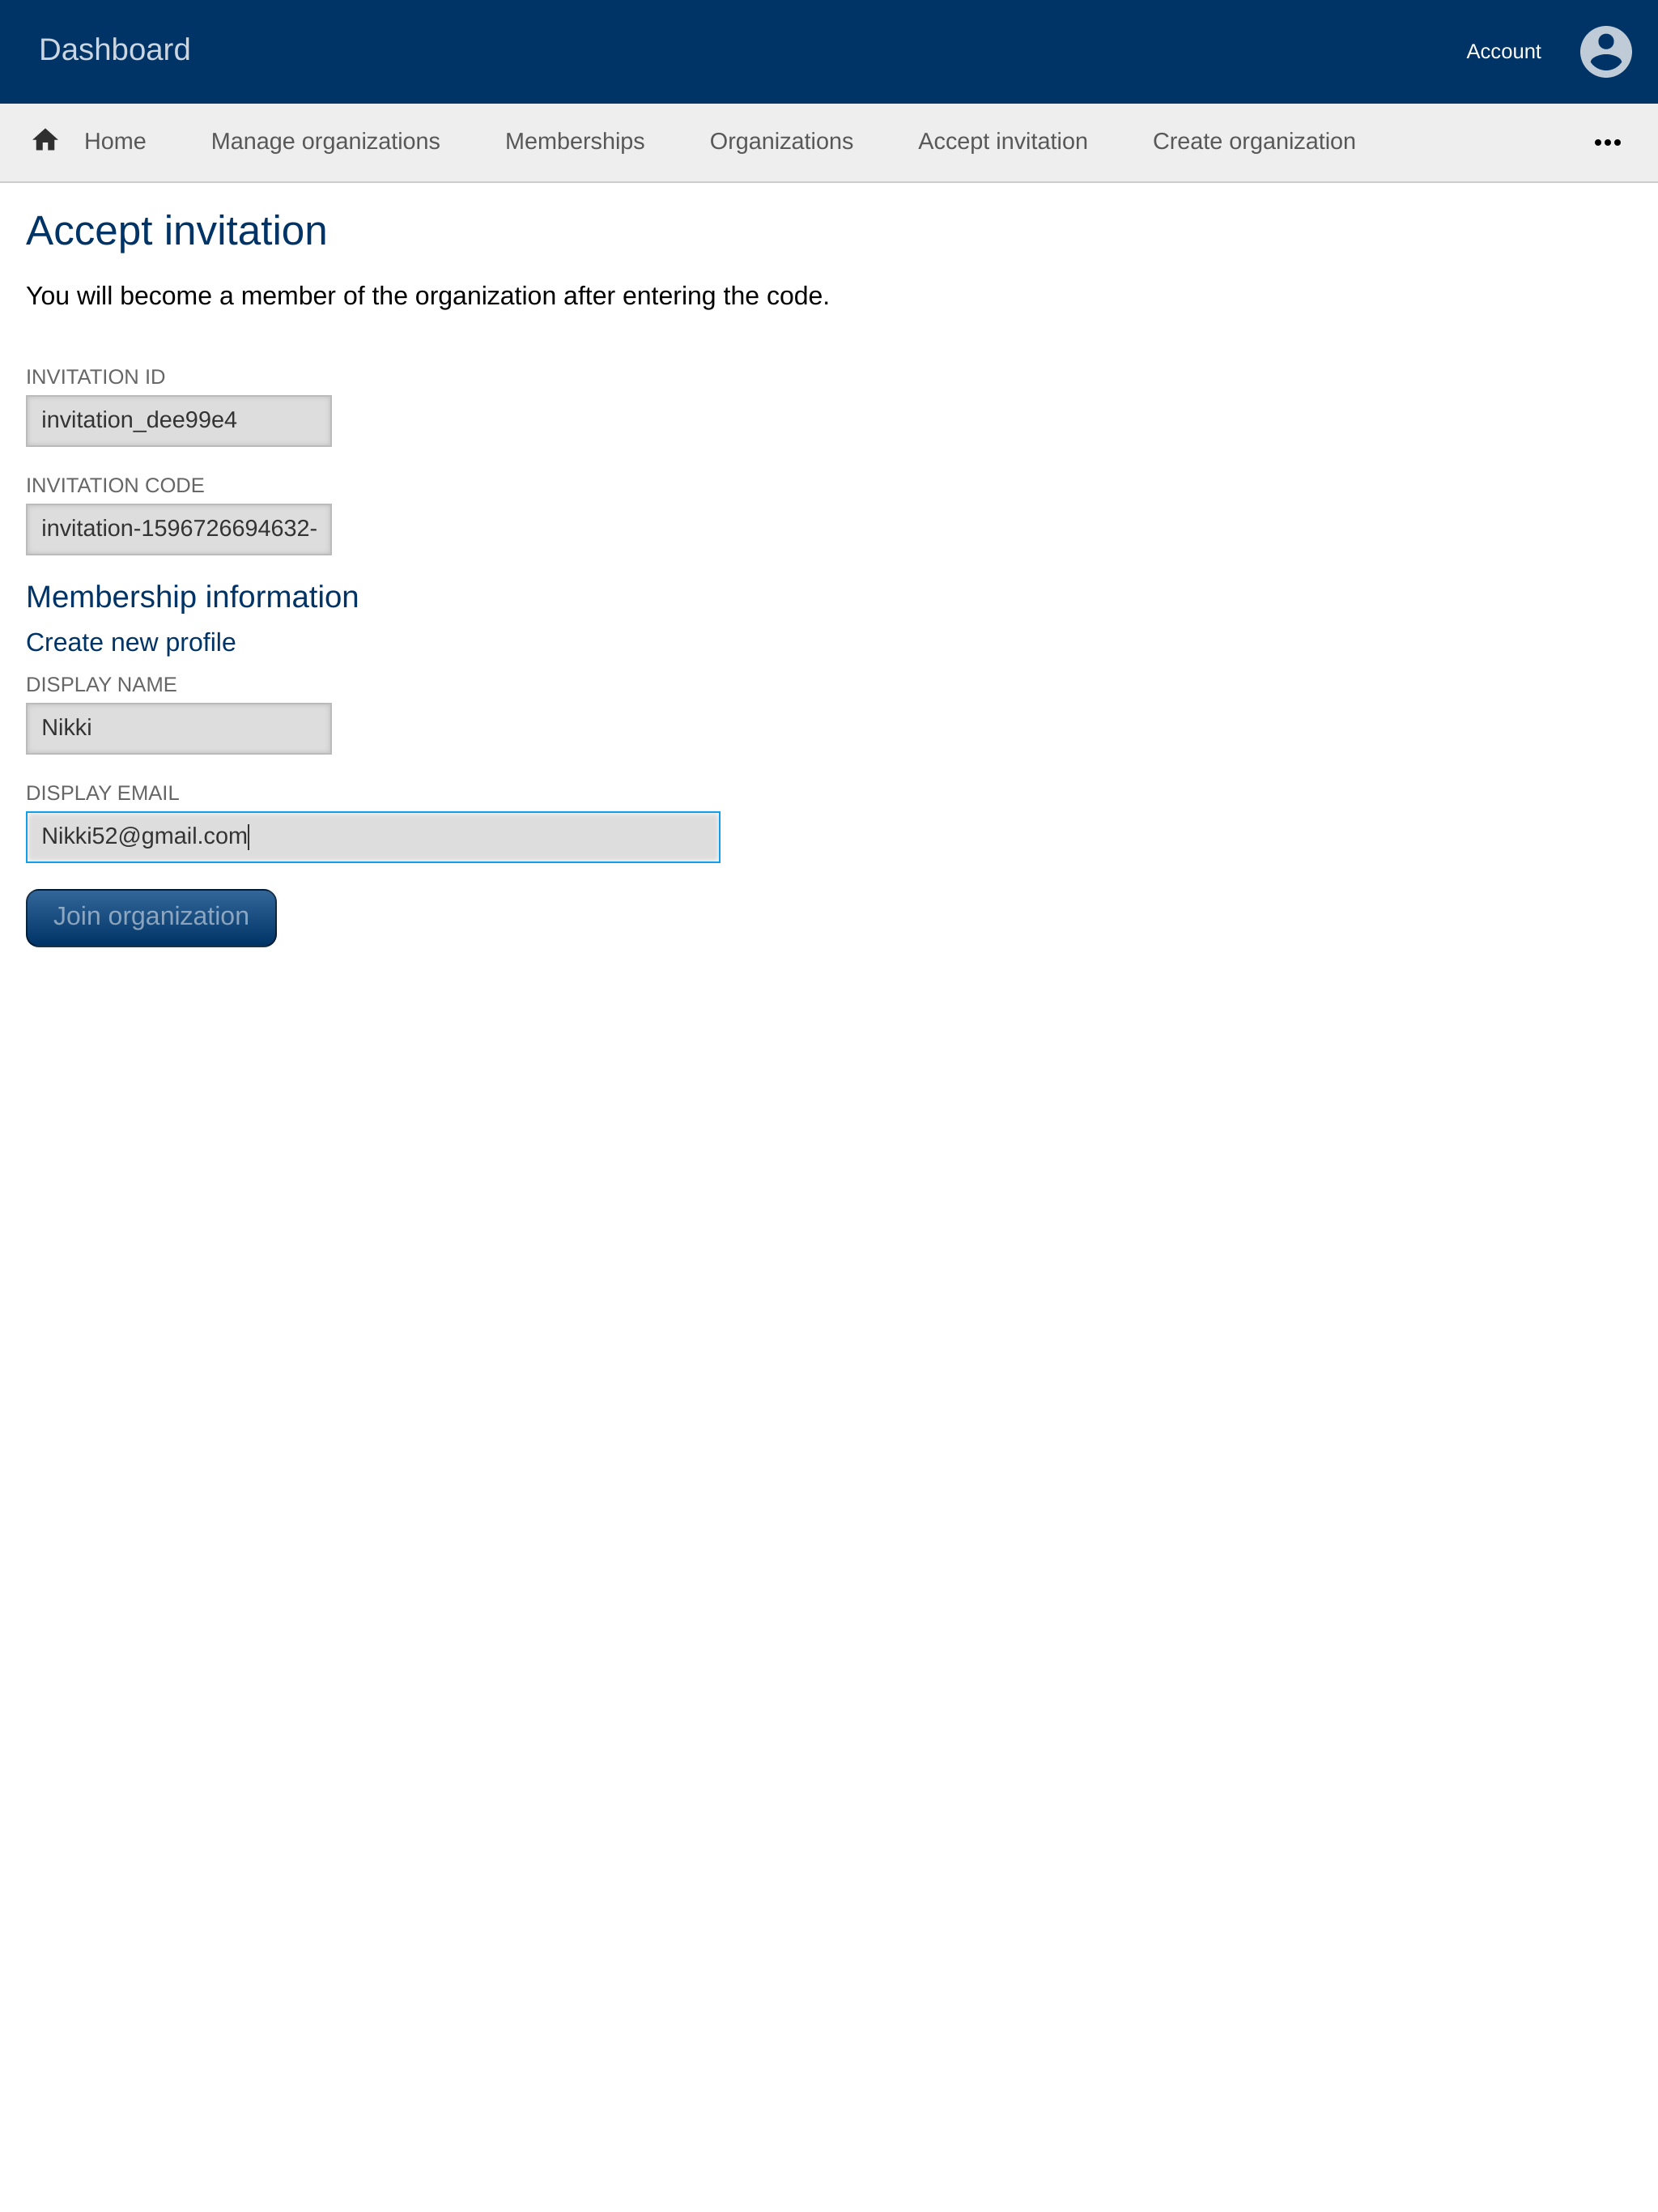 Dashboard
Account
Home Manage organizations Memberships Organizations Accept invitation Create organization
Accept invitation
You will become a member of the organization after entering the code.
INVITATION ID
invitation_dee99e4
INVITATION CODE
invitation-1596726694632-
Membership information
Create new profile
DISPLAY NAME
Nikki
DISPLAY EMAIL
Nikki52@gmail.com
Join organization